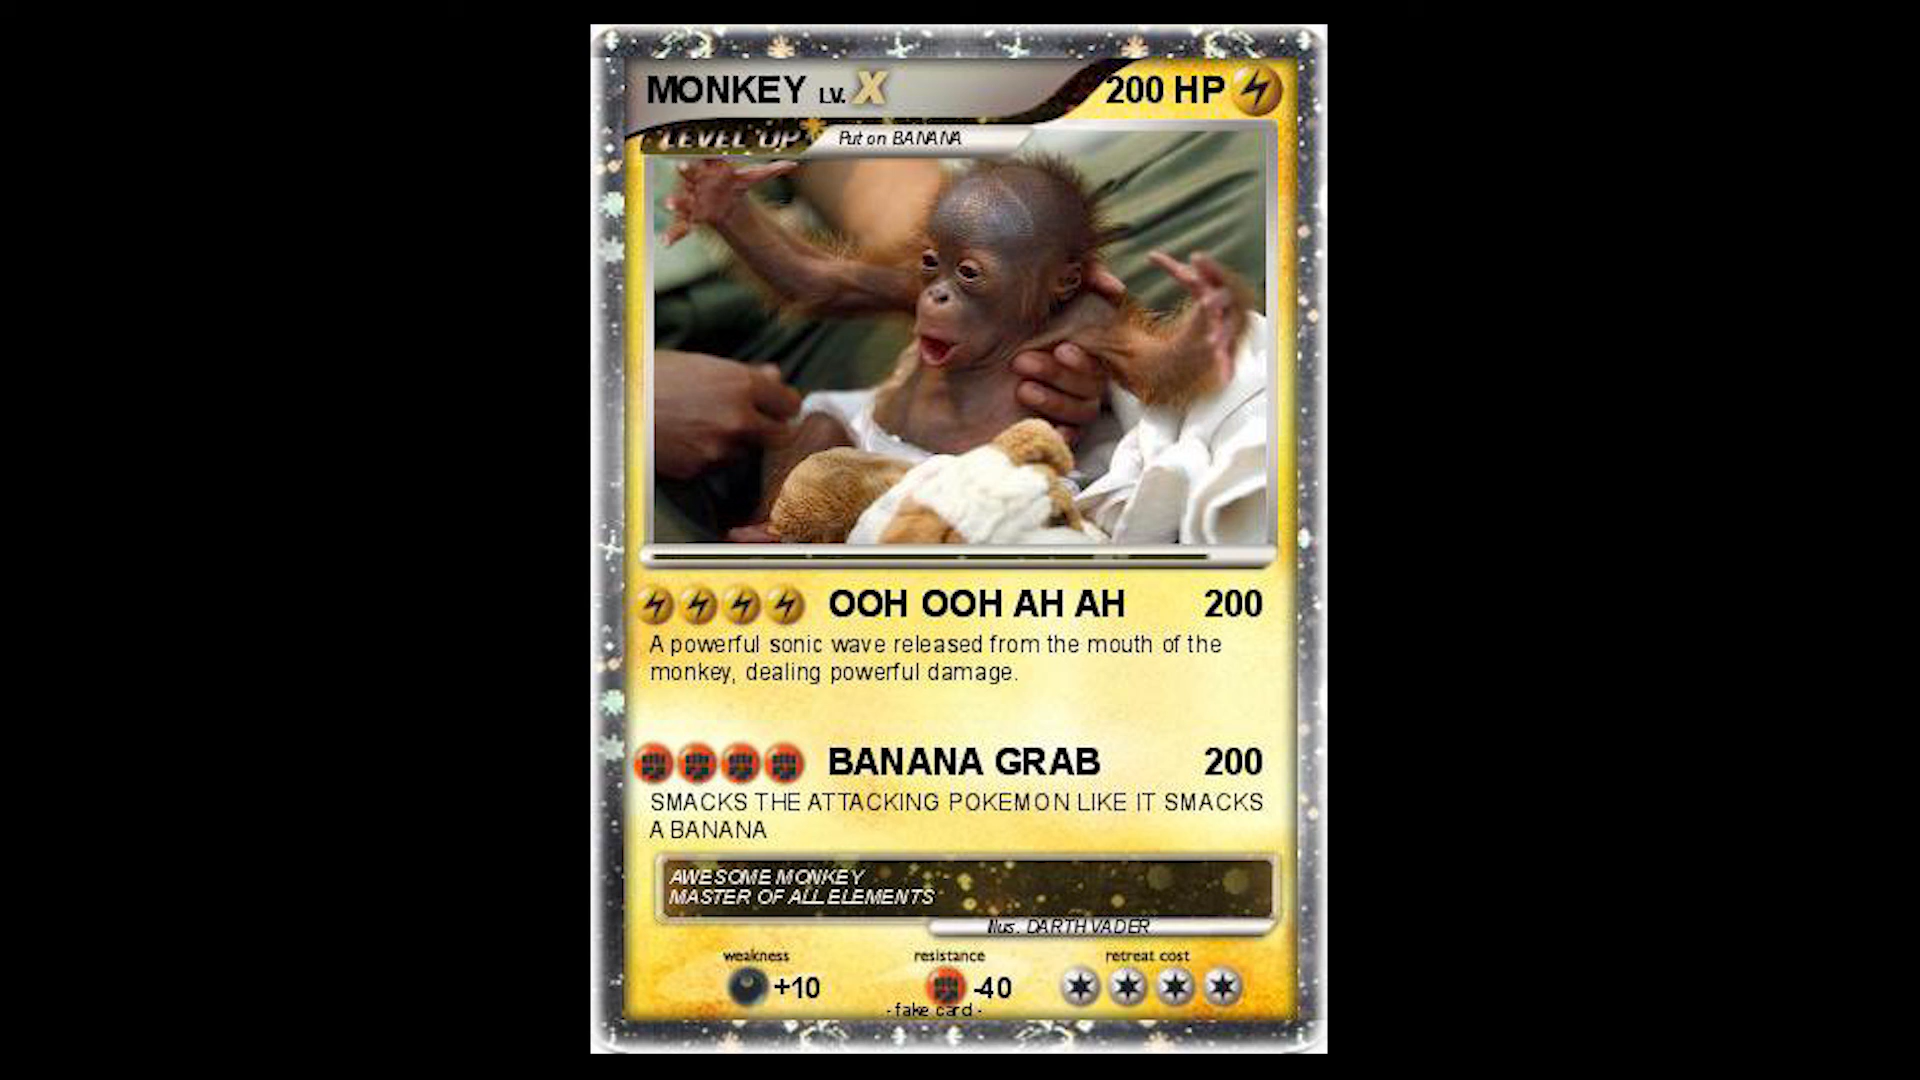 MONKEY LV. X 200 HP
LEVEL-UP Put on BANANA
OOH OOH AH AH 200
A powerful sonic wave released from the mouth of the
monkey, dealing powerful damage.
BANANA GRAB 200
SMACKS THE ATTACKING POKEMON LIKE IT SMACKS
A BANANA
AWESOME MONKEY
MASTER OF ALL ELEMENTS
Illus. DARTH VADER
weakness resistance retreat cost
+10 -40
- fake card -